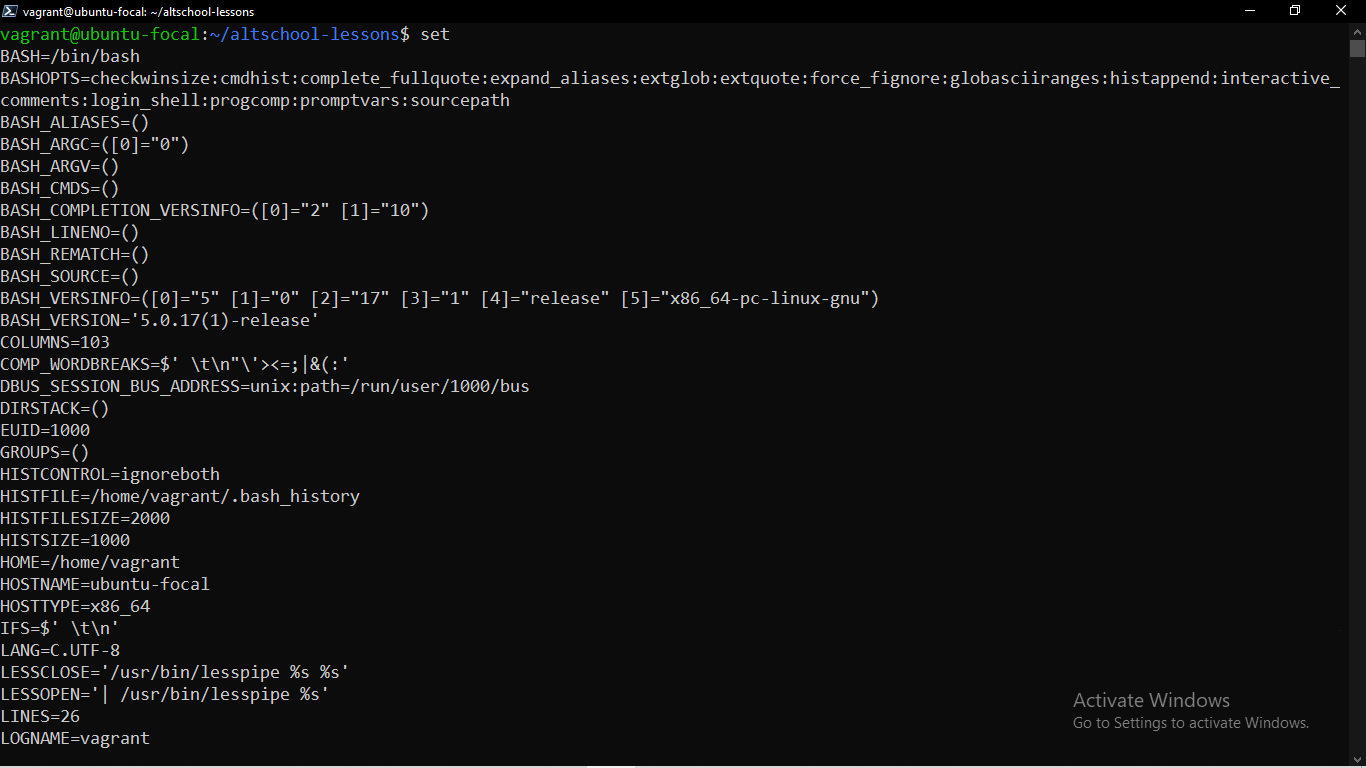 vagrant@ubuntu-focal: ~/altschool-lessons
vagrant@ubuntu-focal:~/altschool-lessons$ set
BASH=/bin/bash
BASHOPTS=checkwinsize:cmdhist:complete_fullquote:expand_aliases:extglob:extquote:force_fignore:globasciiranges:histappend:interactive_
comments:login_shell:progcomp:promptvars:sourcepath
BASH_ALIASES=()
BASH_ARGC=([0]="0")
BASH_ARGV=()
BASH_CMDS=()
BASH_COMPLETION_VERSINFO=([0]="2" [1]="10")
BASH_LINENO=()
BASH_REMATCH=()
BASH_SOURCE=()
BASH_VERSINFO=([0]="5" [1]="0" [2]="17" [3]="1" [4]="release" [5]="x86_64-pc-linux-gnu")
BASH_VERSION='5.0.17(1)-release'
COLUMNS=103
COMP_WORDBREAKS=$' \t\n"\'><=;|&(:'
DBUS_SESSION_BUS_ADDRESS=unix:path=/run/user/1000/bus
DIRSTACK=()
EUID=1000
GROUPS=()
HISTCONTROL=ignoreboth
HISTFILE=/home/vagrant/.bash_history
HISTFILESIZE=2000
HISTSIZE=1000
HOME=/home/vagrant
HOSTNAME=ubuntu-focal
HOSTTYPE=x86_64
IFS=$' \t\n'
LANG=C.UTF-8
LESSCLOSE='/usr/bin/lesspipe %s %s'
LESSOPEN='| /usr/bin/lesspipe %s'
LINES=26
LOGNAME=vagrant
Activate Windows
Go to Settings to activate Windows.